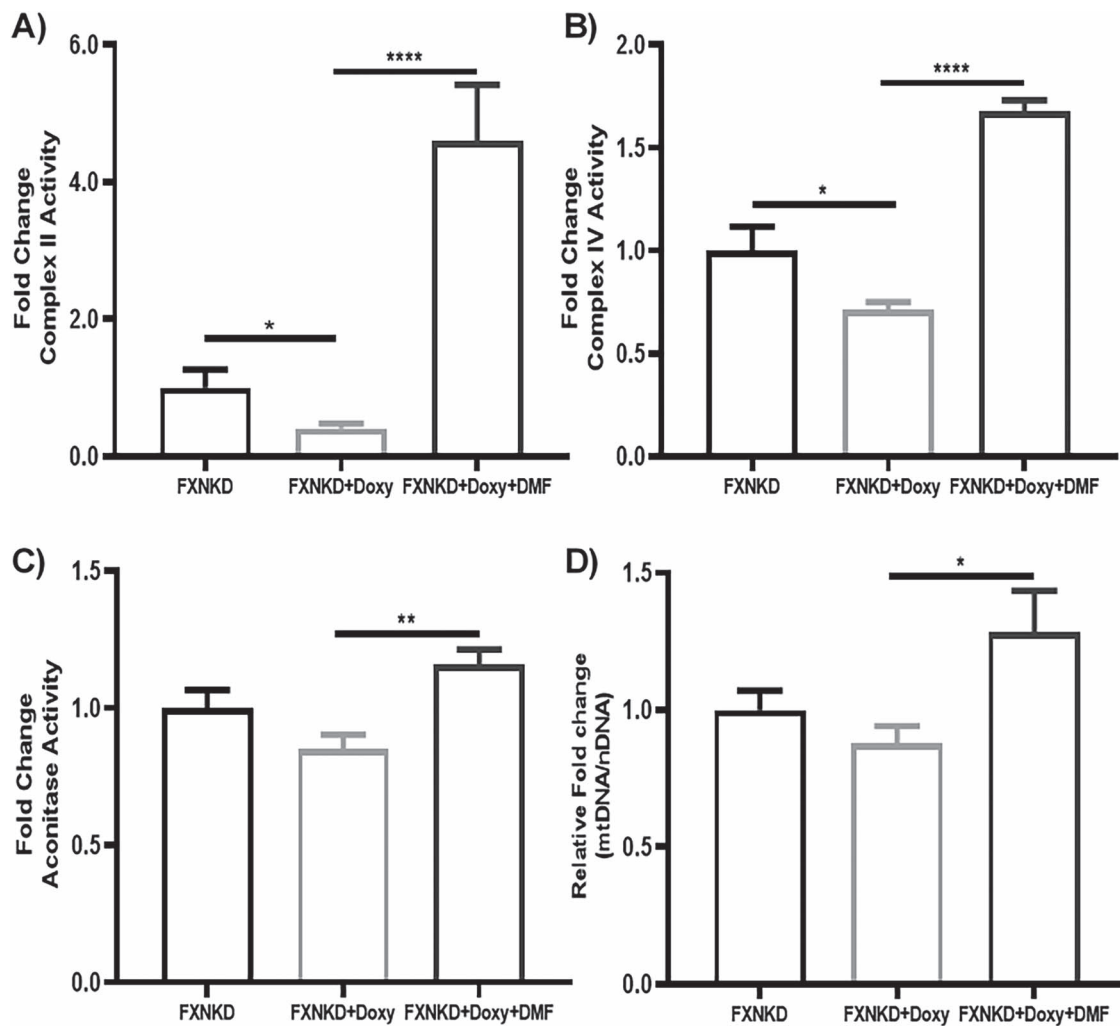 A)
Fold Change
Complex II Activity
6.0
4.0
2.0
0.0
*
****
FXNKD
FXNKD+Doxy
FXNKD+Doxy+DMF
B)
Fold Change
Complex IV Activity
2.0
1.5
1.0
0.5
0.0
*
****
FXNKD
FXNKD+Doxy
FXNKD+Doxy+DMF
C)
Fold Change
Aconitase Activity
1.5
1.0
0.5
0.0
**
FXNKD
FXNKD+Doxy
FXNKD+Doxy+DMF
D)
Relative Fold change
(mtDNA/nDNA)
1.5
1.0
0.5
0.0
*
FXNKD
FXNKD+Doxy
FXNKD+Doxy+DMF